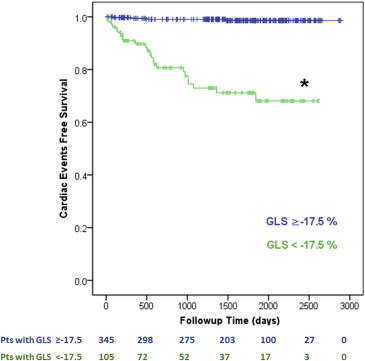 Cardiac Events Free Survival
1.0
0.8
0.6
0.4
0.2
0.0
*
GLS ≥-17.5 %
GLS < -17.5 %
0 500 1000 1500 2000 2500 3000
Followup Time (days)
Pts with GLS ≥-17.5 345 298 275 203 100 27 0
Pts with GLS <-17.5 105 72 52 37 17 3 0